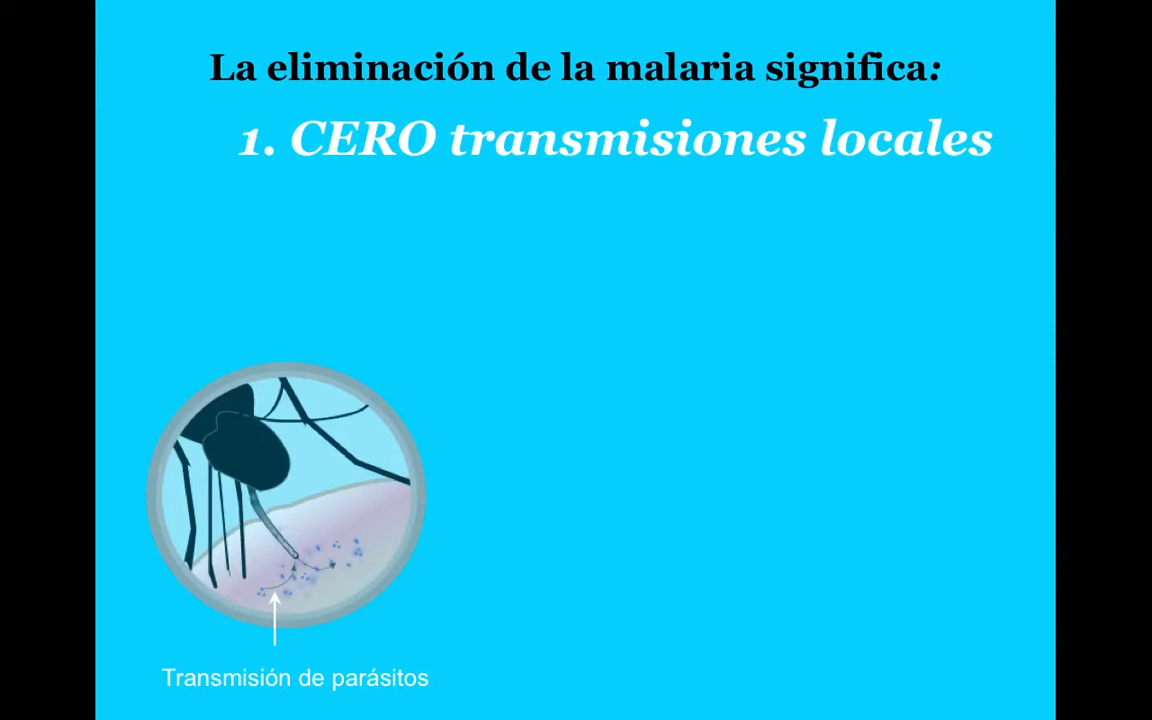 La eliminación de la malaria significa:
1. CERO transmisiones locales
Transmisión de parásitos